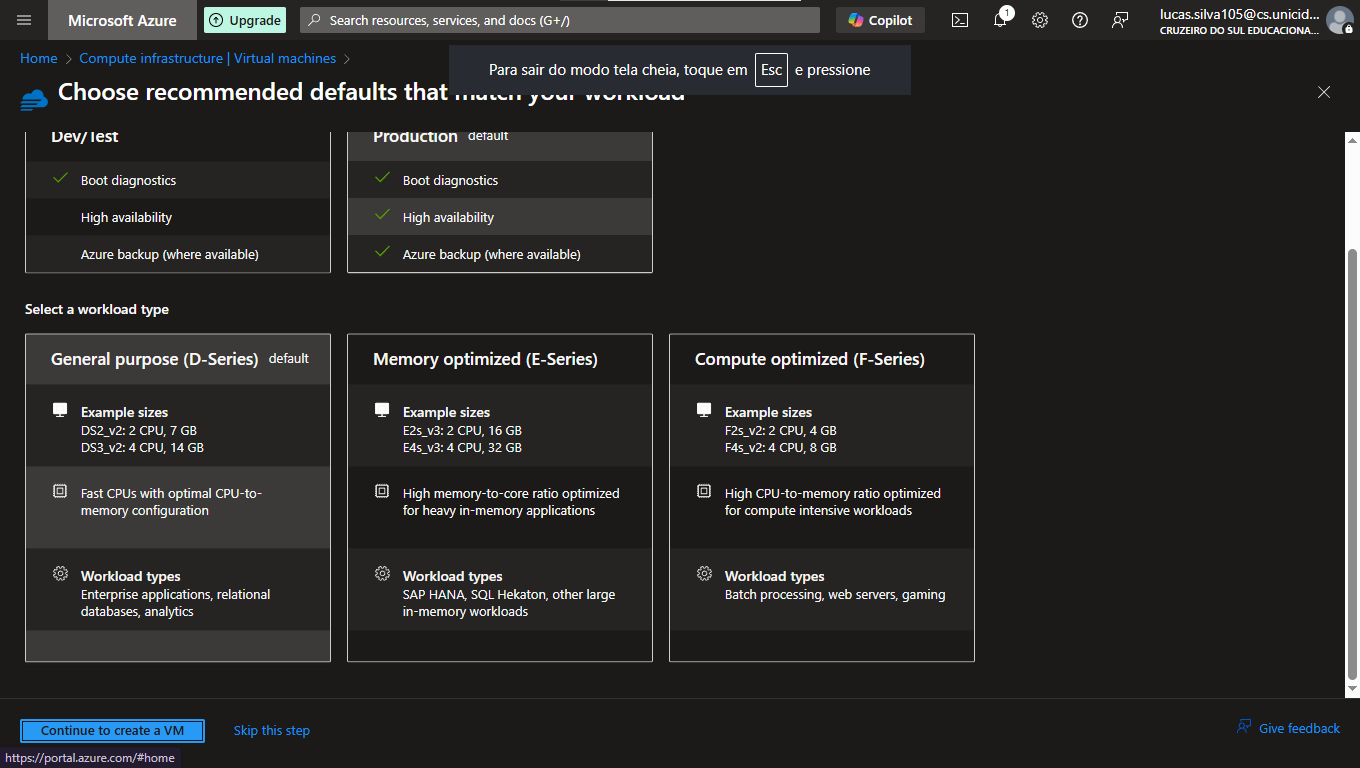 Microsoft Azure
Upgrade
Search resources, services, and docs (G+/)
Copilot
1
lucas.silva105@cs.unicid...
CRUZEIRO DO SUL EDUCACIONA...
Home > Compute infrastructure | Virtual machines >
Para sair do modo tela cheia, toque em Esc e pressione
Choose recommended defaults that match your workload
Dev/Test
Boot diagnostics
High availability
Azure backup (where available)
Production default
Boot diagnostics
High availability
Azure backup (where available)
Select a workload type
General purpose (D-Series) default
Example sizes
DS2_v2: 2 CPU, 7 GB
DS3_v2: 4 CPU, 14 GB
Fast CPUs with optimal CPU-to-
memory configuration
Workload types
Enterprise applications, relational
databases, analytics
Memory optimized (E-Series)
Example sizes
E2s_v3: 2 CPU, 16 GB
E4s_v3: 4 CPU, 32 GB
High memory-to-core ratio optimized
for heavy in-memory applications
Workload types
SAP HANA, SQL Hekaton, other large
in-memory workloads
Compute optimized (F-Series)
Example sizes
F2s_v2: 2 CPU, 4 GB
F4s_v2: 4 CPU, 8 GB
High CPU-to-memory ratio optimized
for compute intensive workloads
Workload types
Batch processing, web servers, gaming
Continue to create a VM
Skip this step
Give feedback
https://portal.azure.com/#home